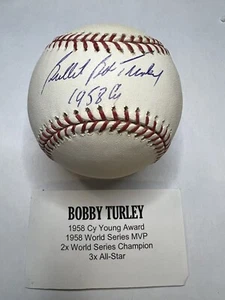 Bullet Bob Turley
1958 Cy
BOBBY TURLEY
1958 Cy Young Award
1958 World Series MVP
2x World Series Champion
3x All-Star